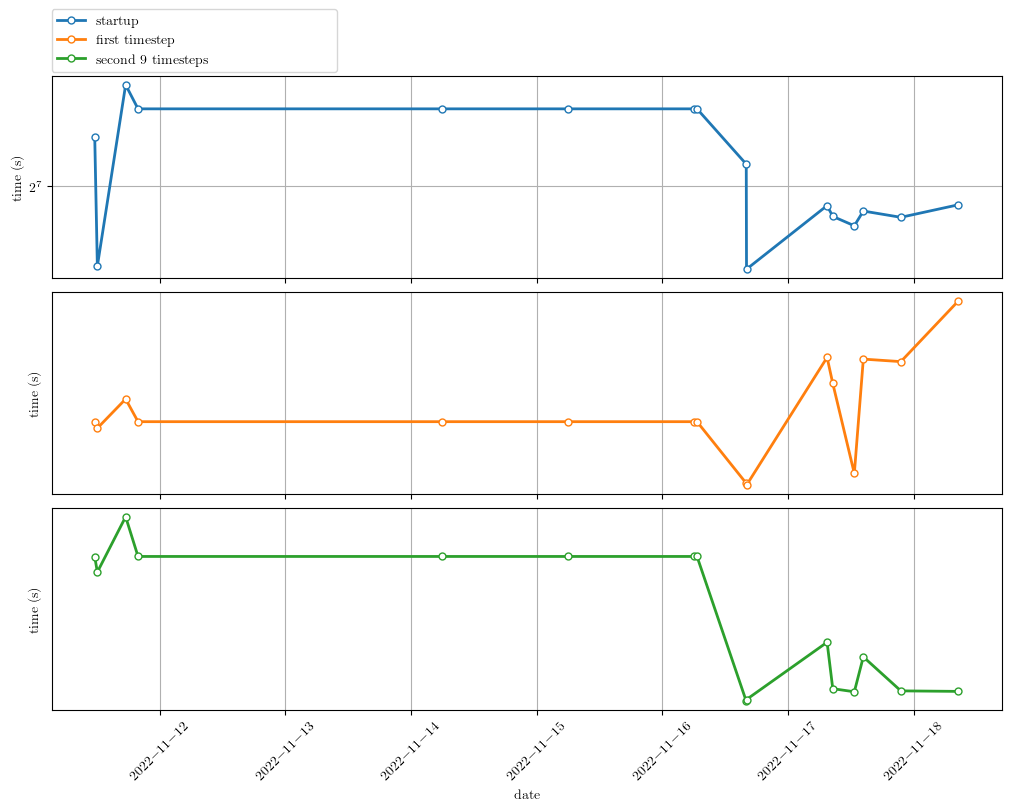 startup
first timestep
second 9 timesteps
time (s)
2⁷
time (s)
time (s)
2022−11−12
2022−11−13
2022−11−14
2022−11−15
2022−11−16
2022−11−17
2022−11−18
date